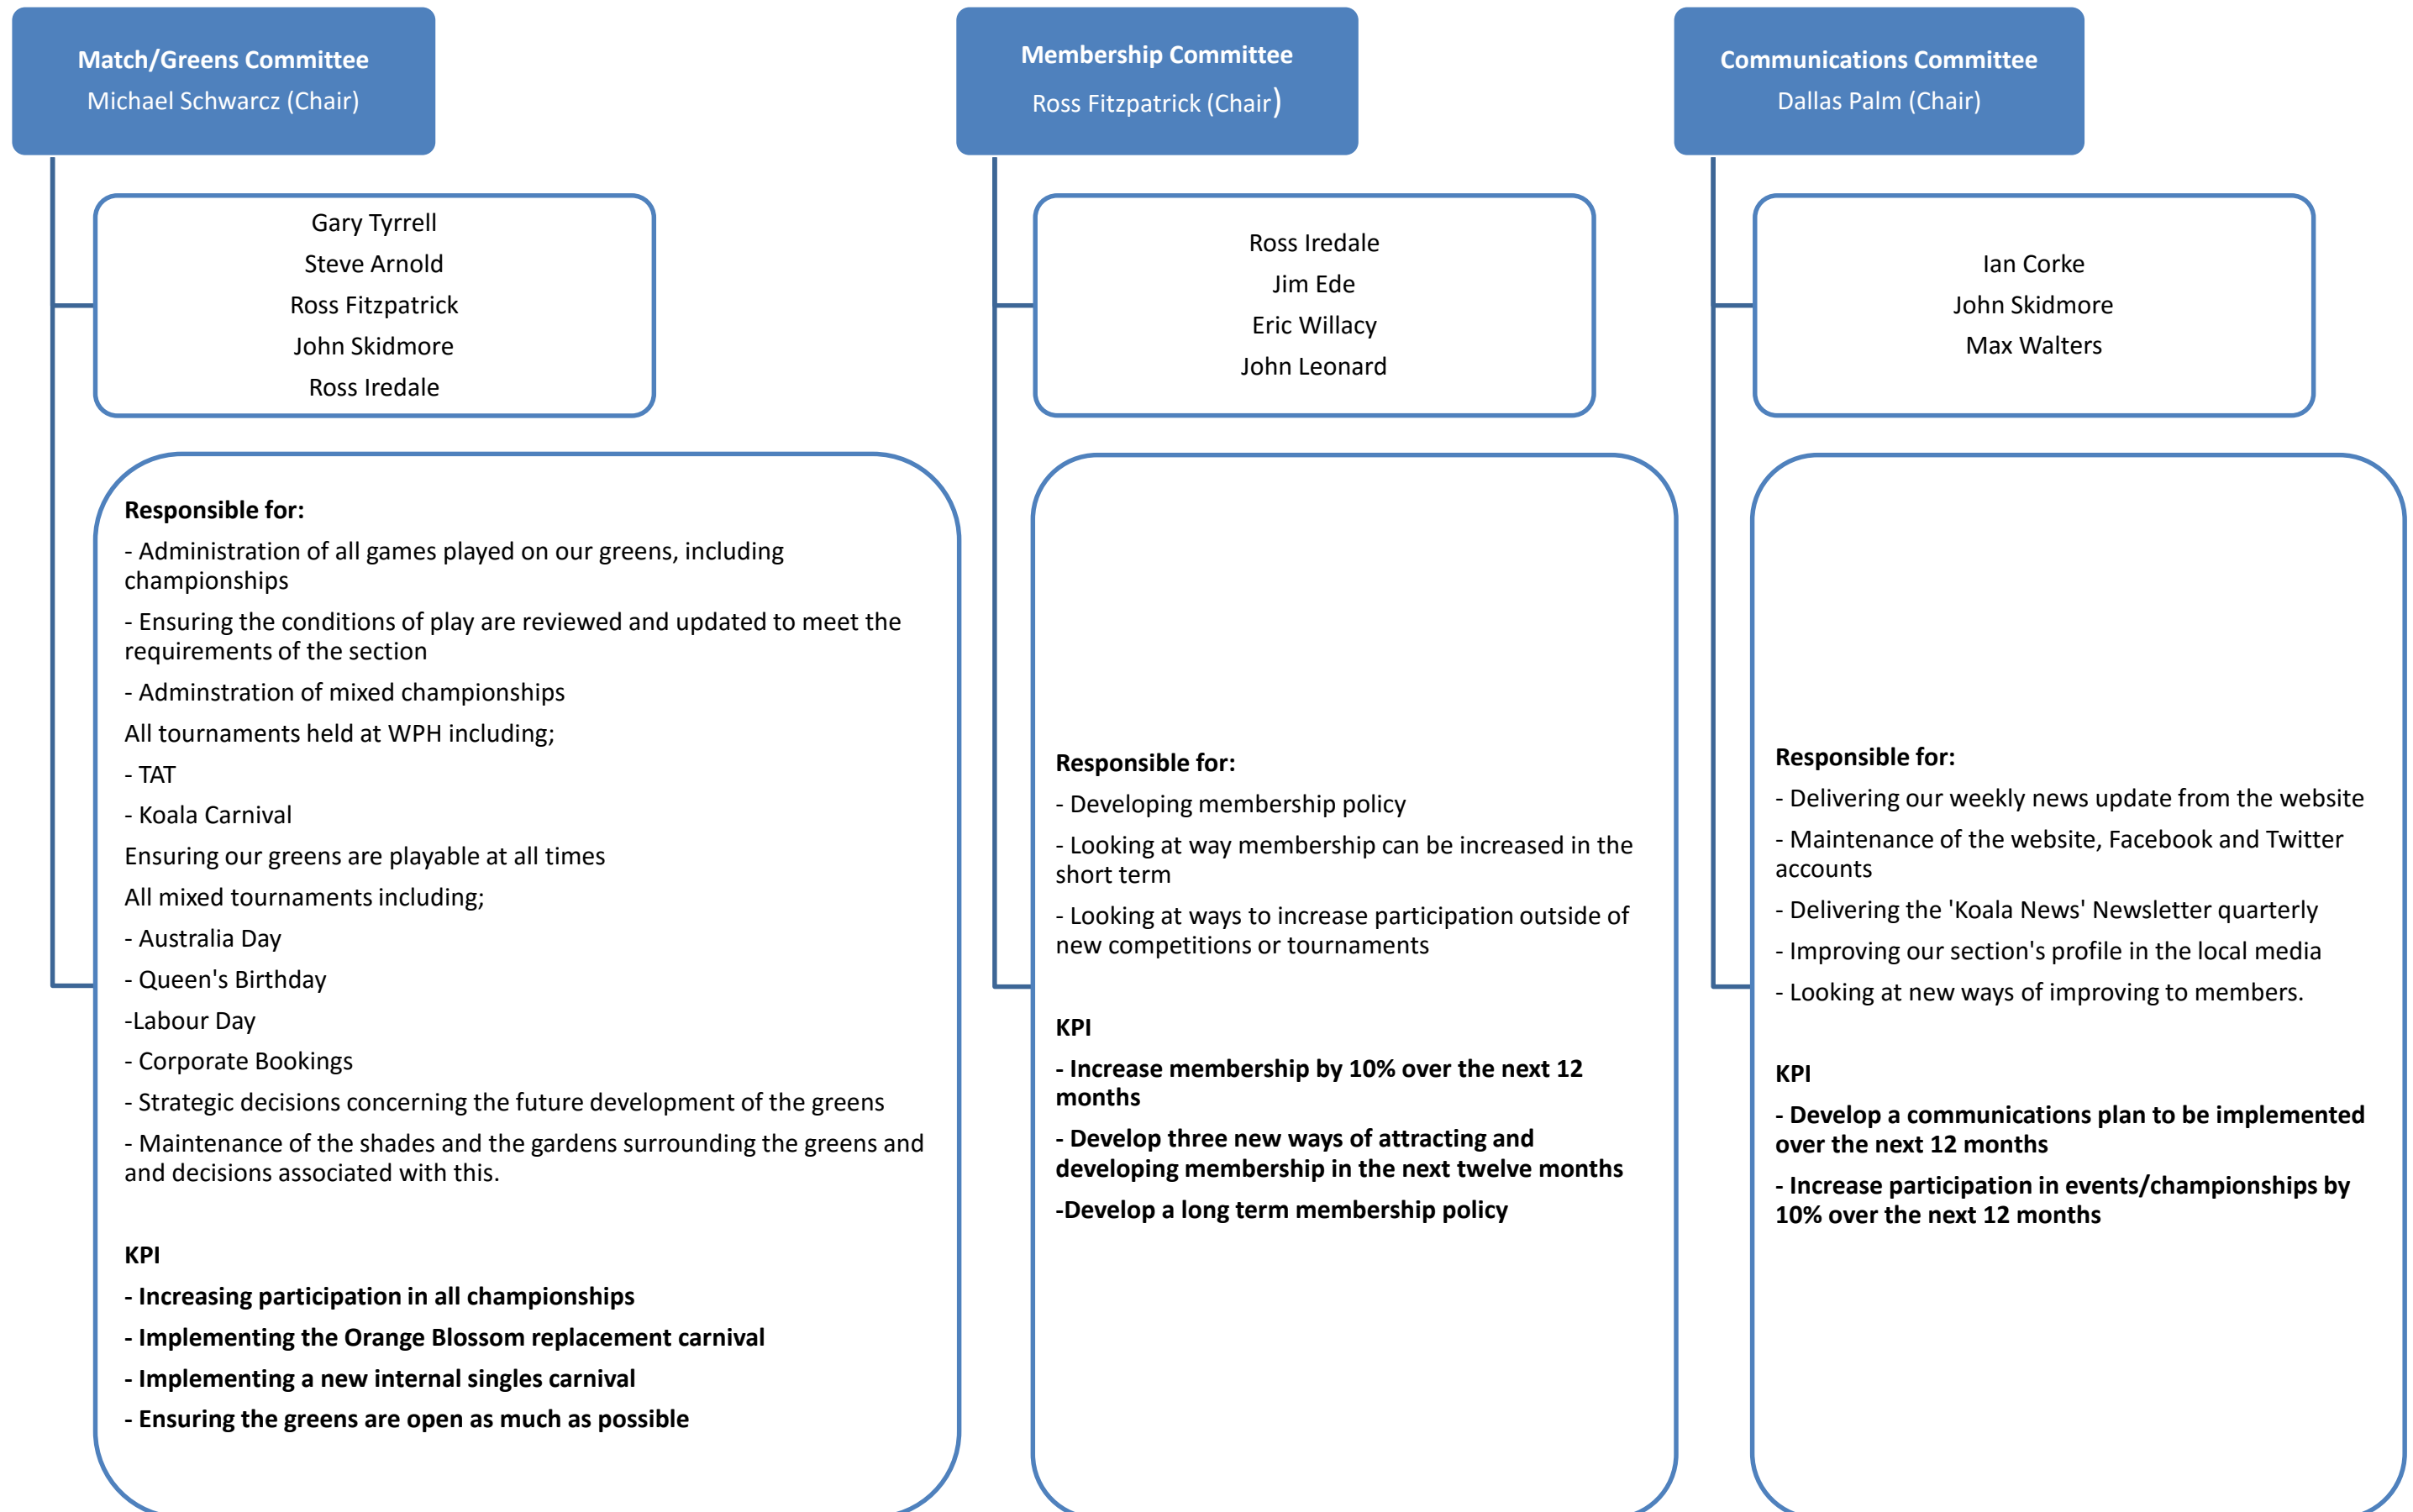 Match/Greens Committee
Michael Schwarcz (Chair)
Gary Tyrrell
Steve Arnold
Ross Fitzpatrick
John Skidmore
Ross Iredale
Responsible for:
- Administration of all games played on our greens, including
championships
- Ensuring the conditions of play are reviewed and updated to meet the
requirements of the section
- Adminstration of mixed championships
All tournaments held at WPH including;
- TAT
- Koala Carnival
Ensuring our greens are playable at all times
All mixed tournaments including;
- Australia Day
- Queen's Birthday
-Labour Day
- Corporate Bookings
- Strategic decisions concerning the future development of the greens
- Maintenance of the shades and the gardens surrounding the greens and
and decisions associated with this.
KPI
- Increasing participation in all championships
- Implementing the Orange Blossom replacement carnival
- Implementing a new internal singles carnival
- Ensuring the greens are open as much as possible
Membership Committee
Ross Fitzpatrick (Chair)
Ross Iredale
Jim Ede
Eric Willacy
John Leonard
Responsible for:
- Developing membership policy
- Looking at way membership can be increased in the
short term
- Looking at ways to increase participation outside of
new competitions or tournaments
KPI
- Increase membership by 10% over the next 12
months
- Develop three new ways of attracting and
developing membership in the next twelve months
-Develop a long term membership policy
Communications Committee
Dallas Palm (Chair)
Ian Corke
John Skidmore
Max Walters
Responsible for:
- Delivering our weekly news update from the website
- Maintenance of the website, Facebook and Twitter
accounts
- Delivering the 'Koala News' Newsletter quarterly
- Improving our section's profile in the local media
- Looking at new ways of improving to members.
KPI
- Develop a communications plan to be implemented
over the next 12 months
- Increase participation in events/championships by
10% over the next 12 months